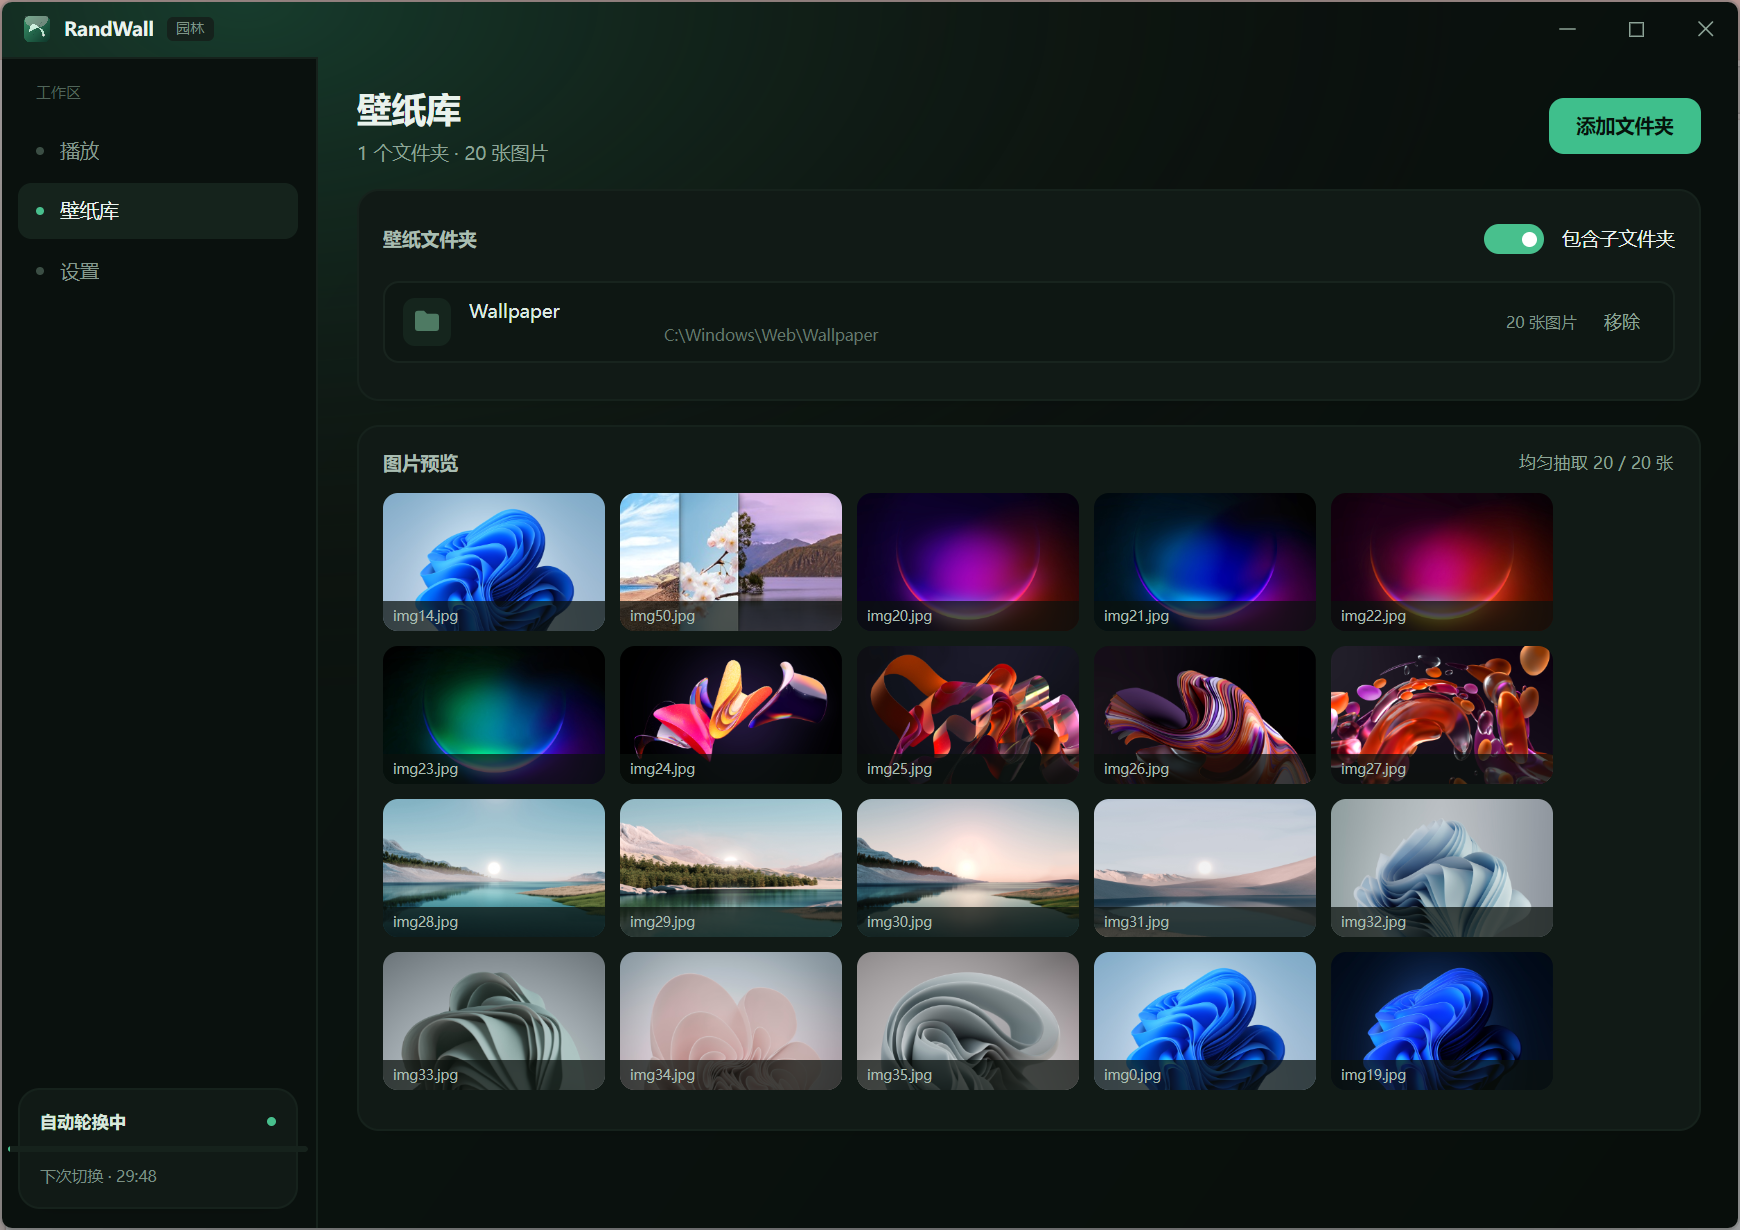 RandWall 园林
工作区
播放
壁纸库
设置
自动轮换中
下次切换 · 29:48
壁纸库
1 个文件夹 · 20 张图片
添加文件夹
壁纸文件夹
包含子文件夹
Wallpaper
C:\Windows\Web\Wallpaper
20 张图片
移除
图片预览
均匀抽取 20 / 20 张
img14.jpg
img50.jpg
img20.jpg
img21.jpg
img22.jpg
img23.jpg
img24.jpg
img25.jpg
img26.jpg
img27.jpg
img28.jpg
img29.jpg
img30.jpg
img31.jpg
img32.jpg
img33.jpg
img34.jpg
img35.jpg
img0.jpg
img19.jpg